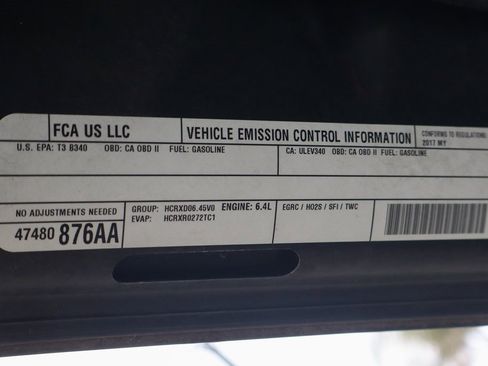 FCA US LLC VEHICLE EMISSION CONTROL INFORMATION CONFORMS TO REGULATIONS:
2017 MY
U.S. EPA: T3 B340 OBD: CA OBD II FUEL: GASOLINE CA: ULEV340 OBD: CA OBD II FUEL: GASOLINE
NO ADJUSTMENTS NEEDED GROUP: HCRXD06.45V0 ENGINE: 6.4L EGRC / HO2S / SFI / TWC
EVAP: HCRXR0272TC1
47480 876AA